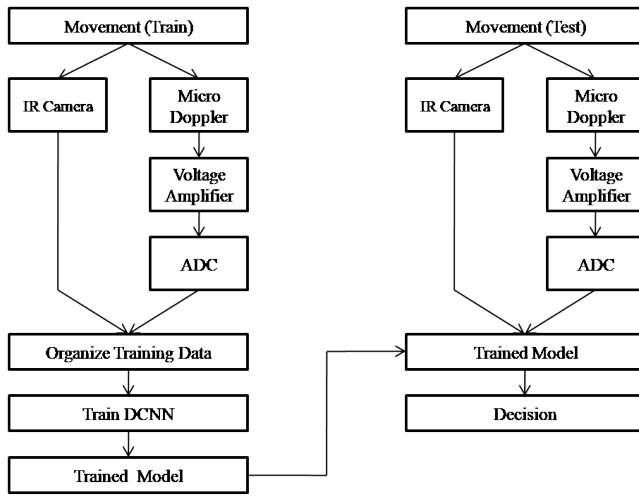 Movement (Train)
IR Camera
Micro
Doppler
Voltage
Amplifier
ADC
Organize Training Data
Train DCNN
Trained Model
Movement (Test)
IR Camera
Micro
Doppler
Voltage
Amplifier
ADC
Trained Model
Decision